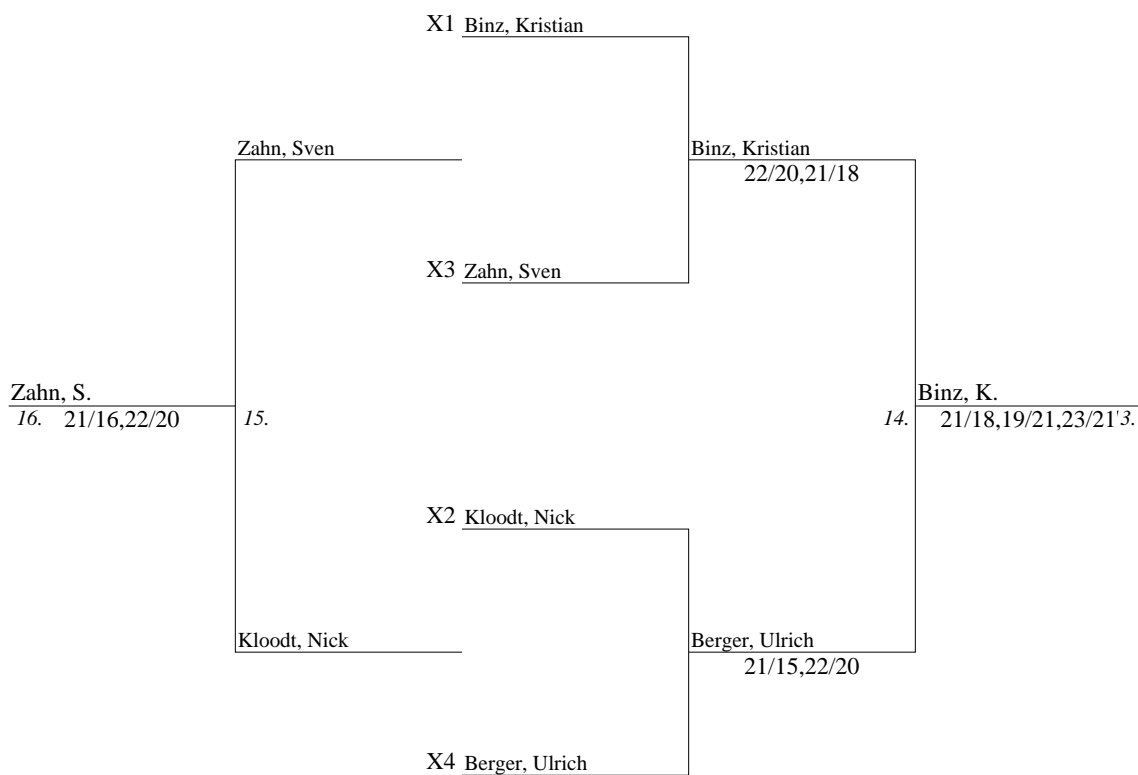 X1 Binz, Kristian
Zahn, Sven
Binz, Kristian
22/20,21/18
X3 Zahn, Sven
Zahn, S.
16. 21/16,22/20
15.
Binz, K.
14.
21/18,19/21,23/21
X2 Kloodt, Nick
Kloodt, Nick
Berger, Ulrich
21/15,22/20
X4 Berger, Ulrich